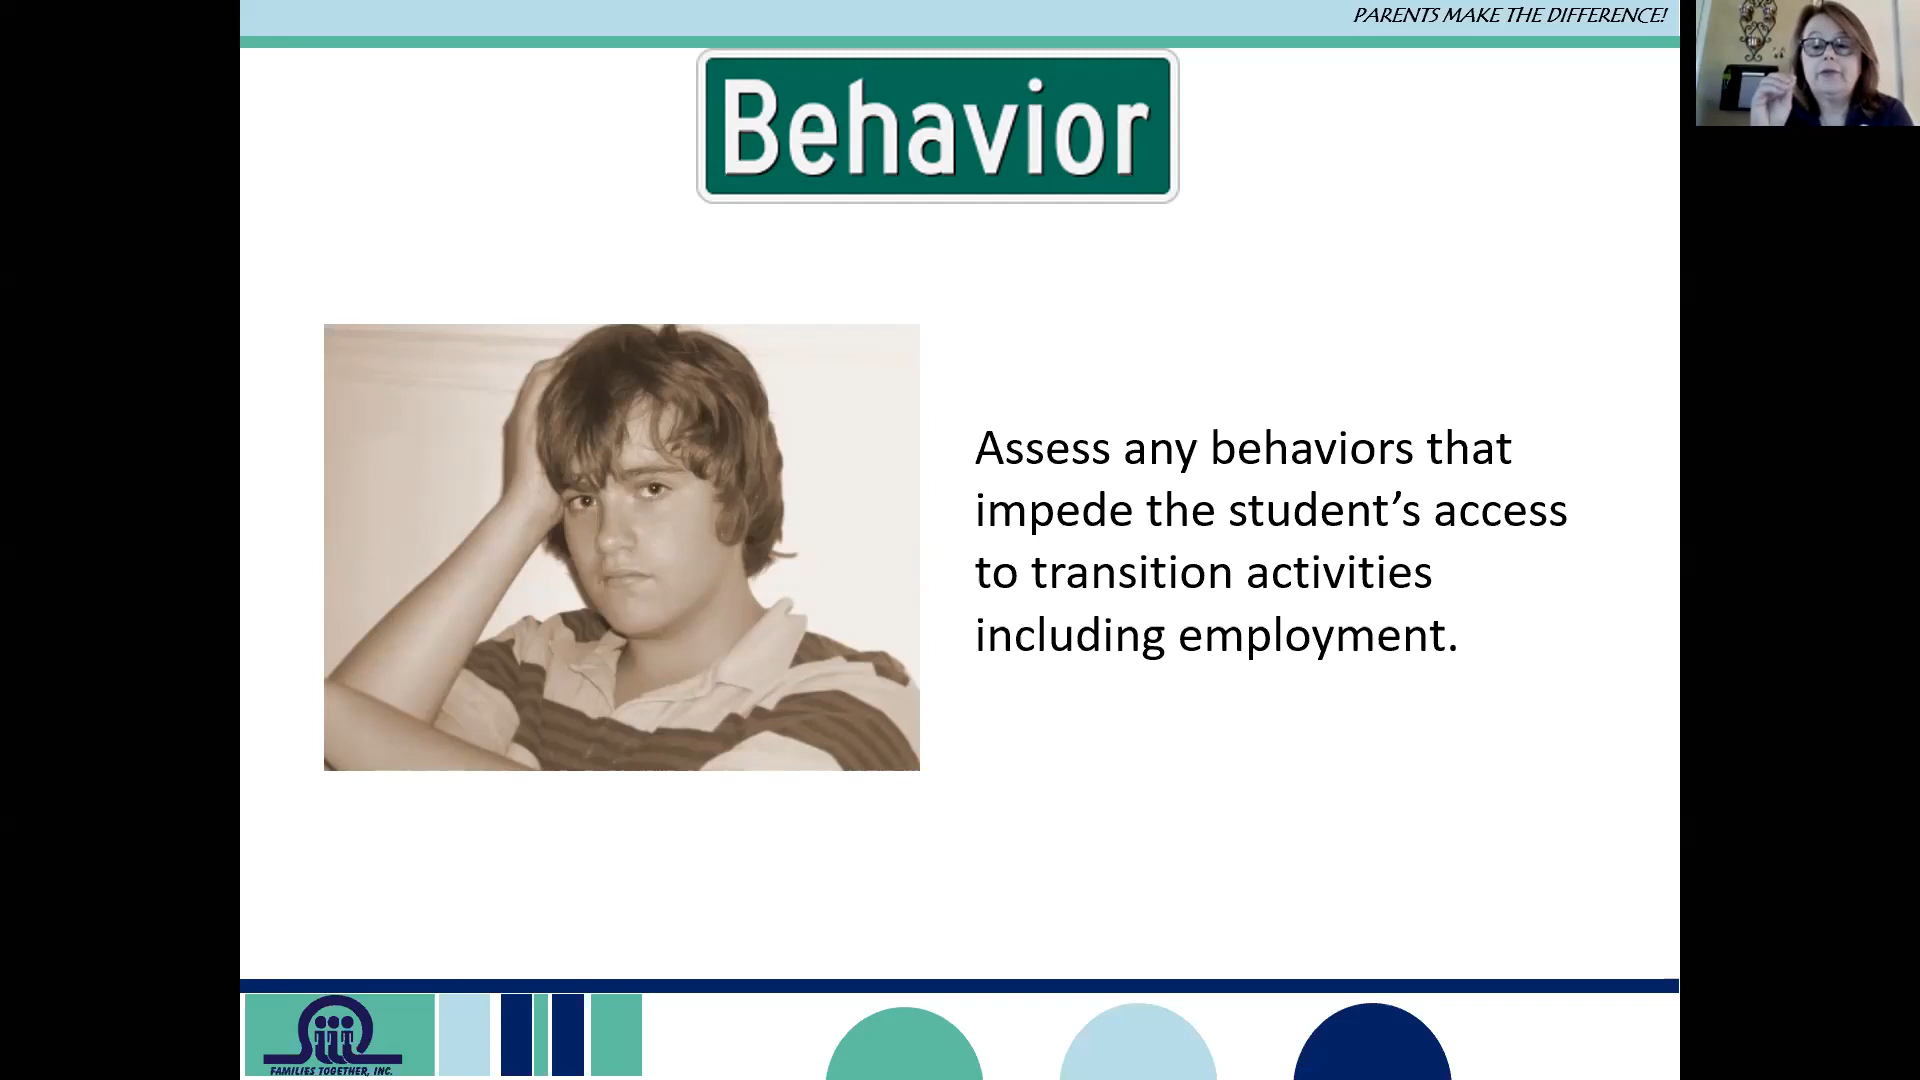 PARENTS MAKE THE DIFFERENCE!
Behavior
Assess any behaviors that
impede the student’s access
to transition activities
including employment.
FAMILIES TOGETHER, INC.